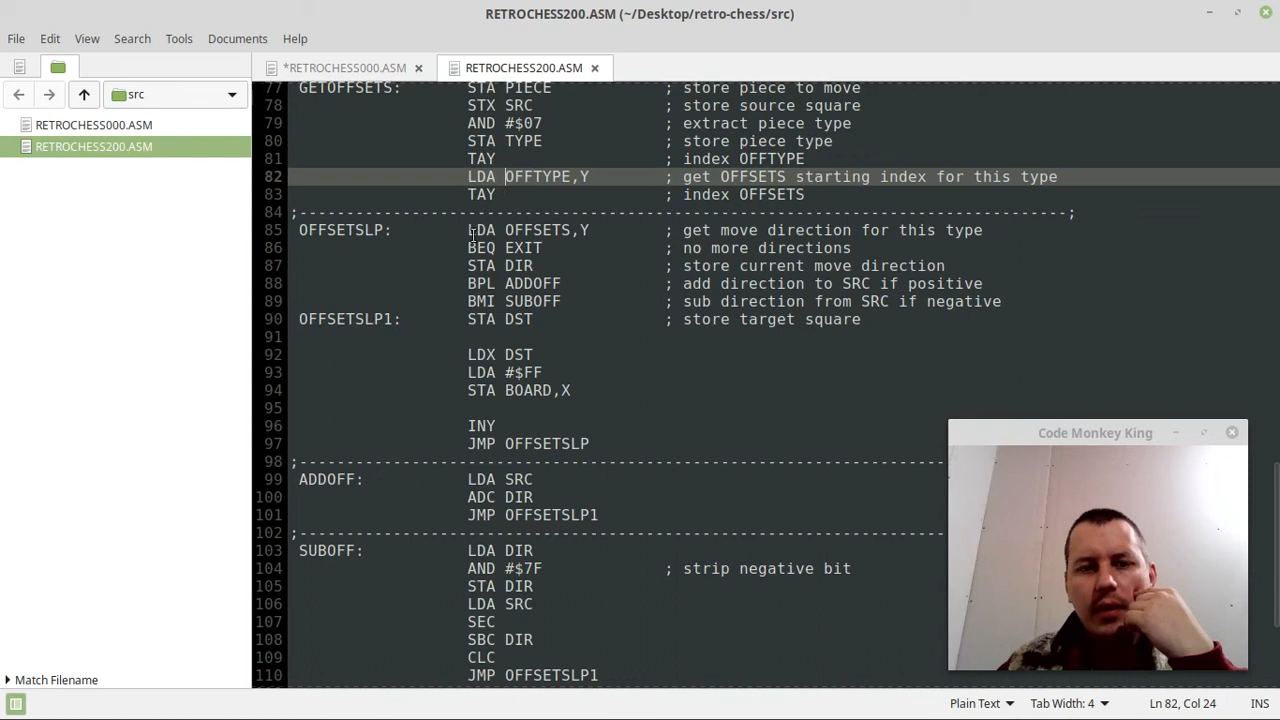 RETROCHESS200.ASM (~/Desktop/retro-chess/src)
File Edit View Search Tools Documents Help
*RETROCHESS000.ASM RETROCHESS200.ASM
src
RETROCHESS000.ASM
RETROCHESS200.ASM
77 GETOFFSETS: STA PIECE ; store piece to move
78 STX SRC ; store source square
79 AND #$07 ; extract piece type
80 STA TYPE ; store piece type
81 TAY ; index OFFTYPE
82 LDA OFFTYPE,Y ; get OFFSETS starting index for this type
83 TAY ; index OFFSETS
84 ;----------------------------------------------------------------------------------;
85 OFFSETSLP: LDA OFFSETS,Y ; get move direction for this type
86 BEQ EXIT ; no more directions
87 STA DIR ; store current move direction
88 BPL ADDOFF ; add direction to SRC if positive
89 BMI SUBOFF ; sub direction from SRC if negative
90 OFFSETSLP1: STA DST ; store target square
91
92 LDX DST
93 LDA #$FF
94 STA BOARD,X
95
96 INY
97 JMP OFFSETSLP
98 ;---------------------------------------------------------------------
99 ADDOFF: LDA SRC
100 ADC DIR
101 JMP OFFSETSLP1
102 ;---------------------------------------------------------------------
103 SUBOFF: LDA DIR
104 AND #$7F ; strip negative bit
105 STA DIR
106 LDA SRC
107 SEC
108 SBC DIR
109 CLC
110 JMP OFFSETSLP1
Code Monkey King
Match Filename
Plain Text Tab Width: 4 Ln 82, Col 24 INS